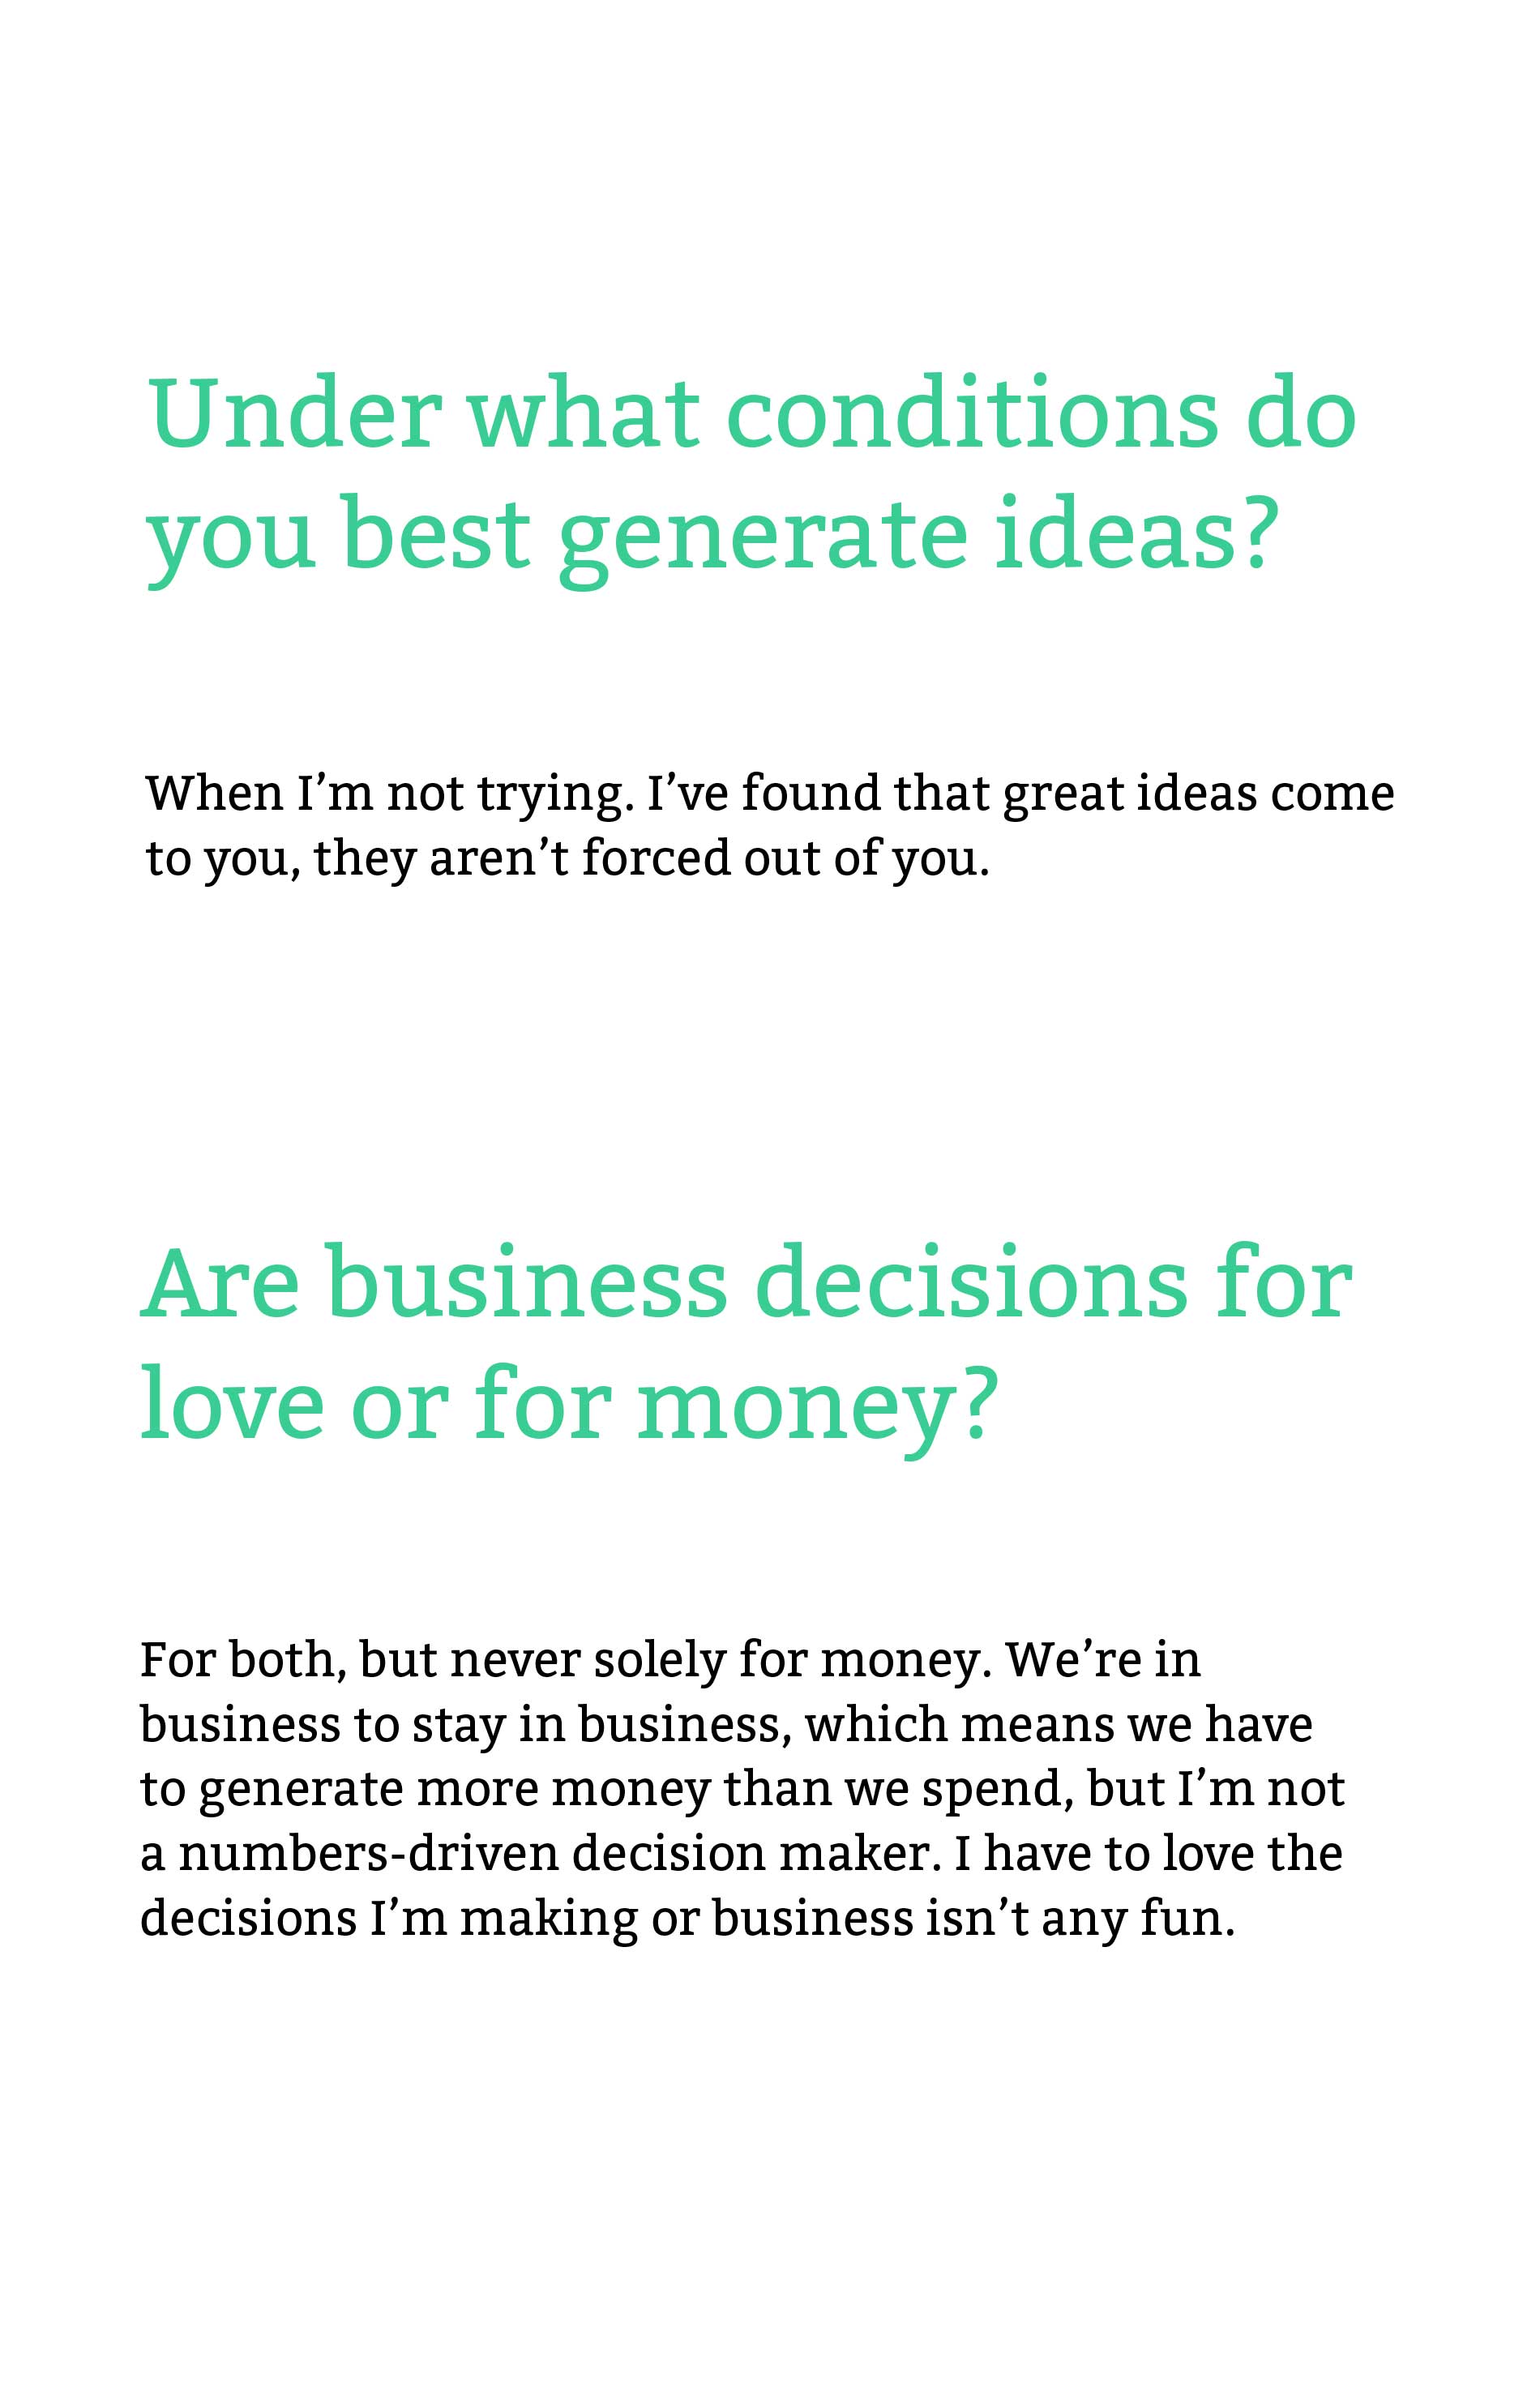 Under what conditions do
you best generate ideas?
When I’m not trying. I’ve found that great ideas come
to you, they aren’t forced out of you.
Are business decisions for
love or for money?
For both, but never solely for money. We’re in
business to stay in business, which means we have
to generate more money than we spend, but I’m not
a numbers-driven decision maker. I have to love the
decisions I’m making or business isn’t any fun.